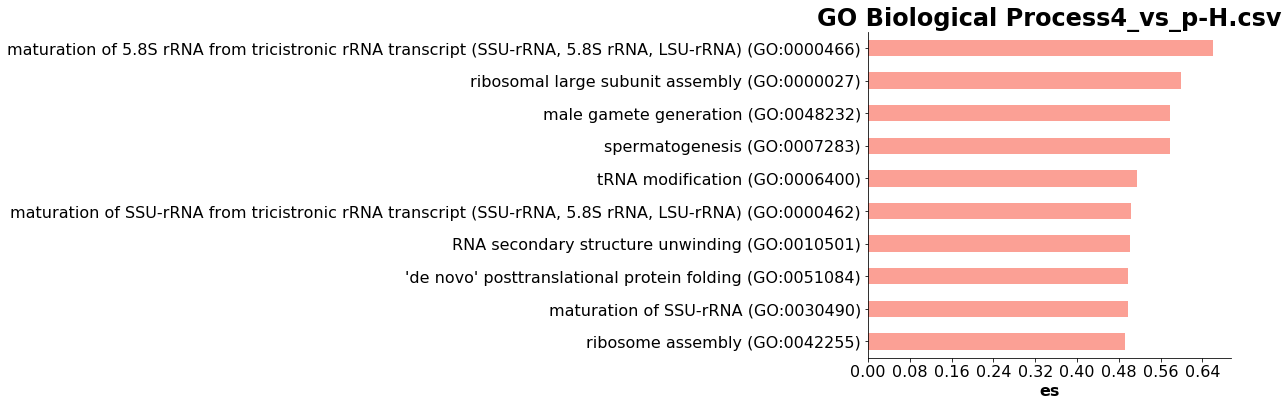 GO Biological Process4_vs_p-H.csv
maturation of 5.8S rRNA from tricistronic rRNA transcript (SSU-rRNA, 5.8S rRNA, LSU-rRNA) (GO:0000466)
ribosomal large subunit assembly (GO:0000027)
male gamete generation (GO:0048232)
spermatogenesis (GO:0007283)
tRNA modification (GO:0006400)
maturation of SSU-rRNA from tricistronic rRNA transcript (SSU-rRNA, 5.8S rRNA, LSU-rRNA) (GO:0000462)
RNA secondary structure unwinding (GO:0010501)
'de novo' posttranslational protein folding (GO:0051084)
maturation of SSU-rRNA (GO:0030490)
ribosome assembly (GO:0042255)
0.00 0.08 0.16 0.24 0.32 0.40 0.48 0.56 0.64
es